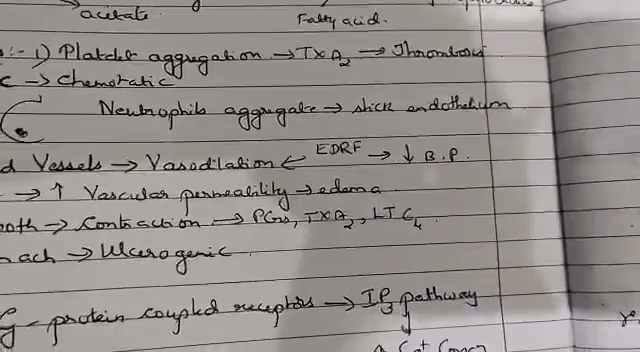 acetate
Fatty acid.
:- 1) Platelet aggregation → TXA2 → Thrombosis
c → Chemotatic
Neutrophils aggregate → stick endothelium
d Vessels → Vasodilation ← EDRF → ↓ B.P.
→ ↑ Vascular permeability → edema
ooth → Contraction → PGs, TXA2, LTC4
mach → Ulcerogenic
G-protein coupled receptors → IP3 pathway